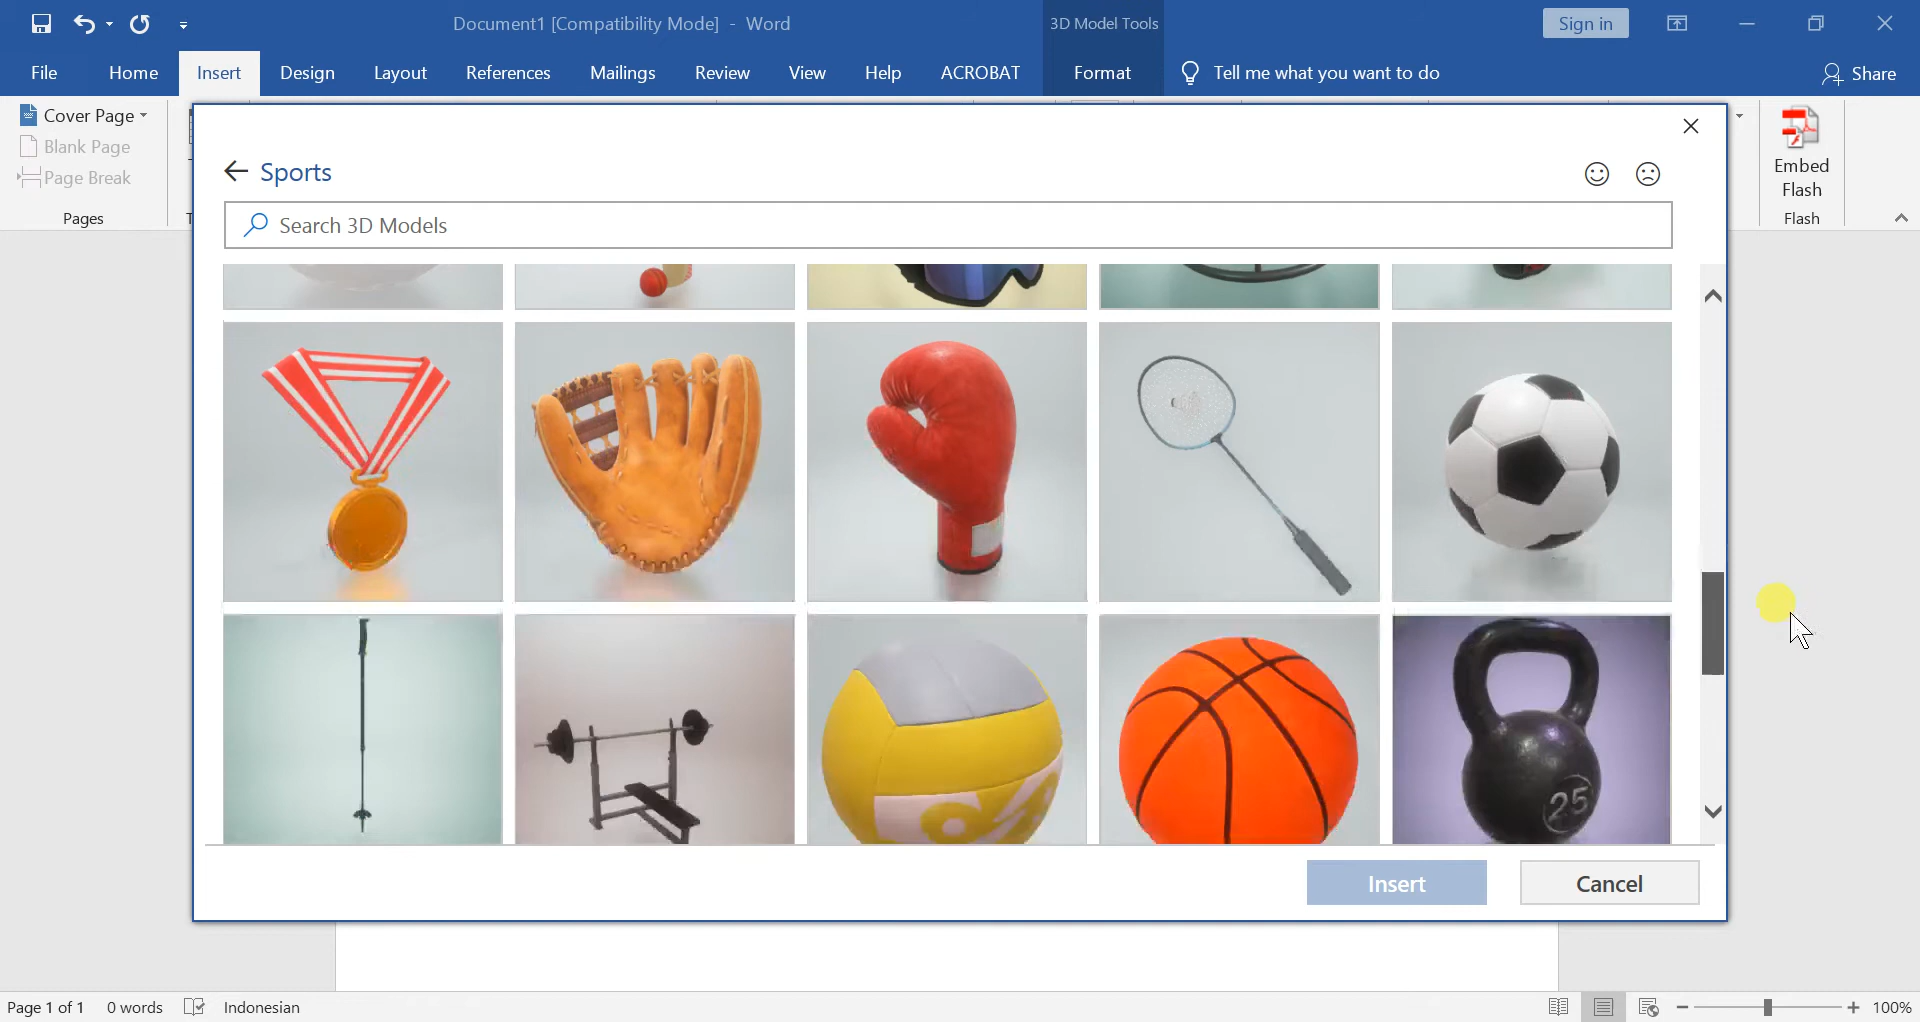 Document1 [Compatibility Mode] - Word
3D Model Tools
Sign in
File
Home
Insert
Design
Layout
References
Mailings
Review
View
Help
ACROBAT
Format
Tell me what you want to do
Share
Cover Page
Blank Page
Page Break
Pages
Embed
Flash
Flash
Sports
Search 3D Models
25
Insert
Cancel
Page 1 of 1
0 words
Indonesian
100%